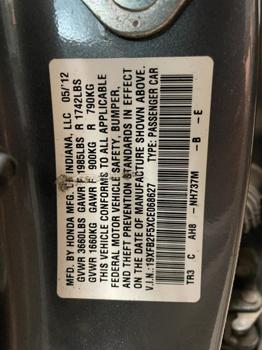 MFD. BY HONDA MFG. OF INDIANA, LLC 05/'12
GVWR 3660LBS GAWR F 1985LBS R 1742LBS
GVWR 1660KG GAWR F 900KG R 790KG
THIS VEHICLE CONFORMS TO ALL APPLICABLE
FEDERAL MOTOR VEHICLE SAFETY, BUMPER,
AND THEFT PREVENTION STANDARDS IN EFFECT
ON THE DATE OF MANUFACTURE SHOWN ABOVE.
V.I.N.: 19XFB2F5XCE068627 TYPE: PASSENGER CAR
TR3 C AH8 -NH737M -B -E